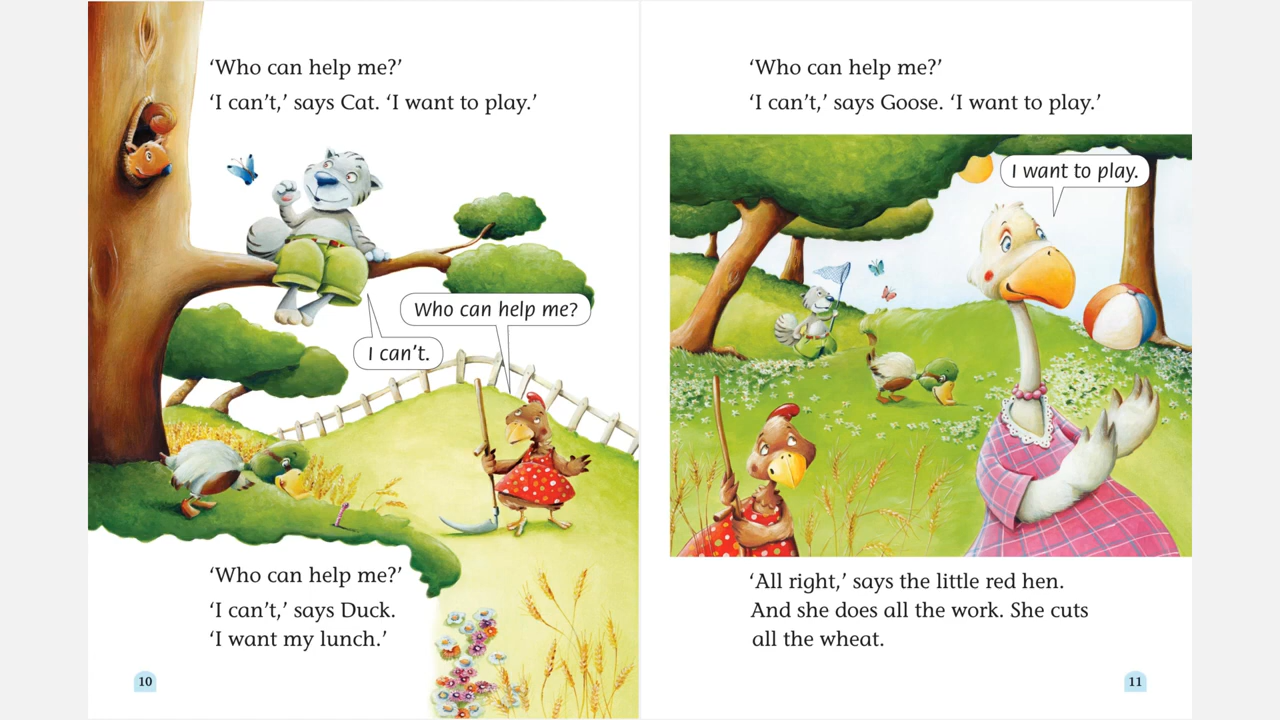 ‘Who can help me?’
‘I can’t,’ says Cat. ‘I want to play.’
Who can help me?
I can’t.
‘Who can help me?’
‘I can’t,’ says Duck.
‘I want my lunch.’
10
‘Who can help me?’
‘I can’t,’ says Goose. ‘I want to play.’
I want to play.
‘All right,’ says the little red hen.
And she does all the work. She cuts
all the wheat.
11